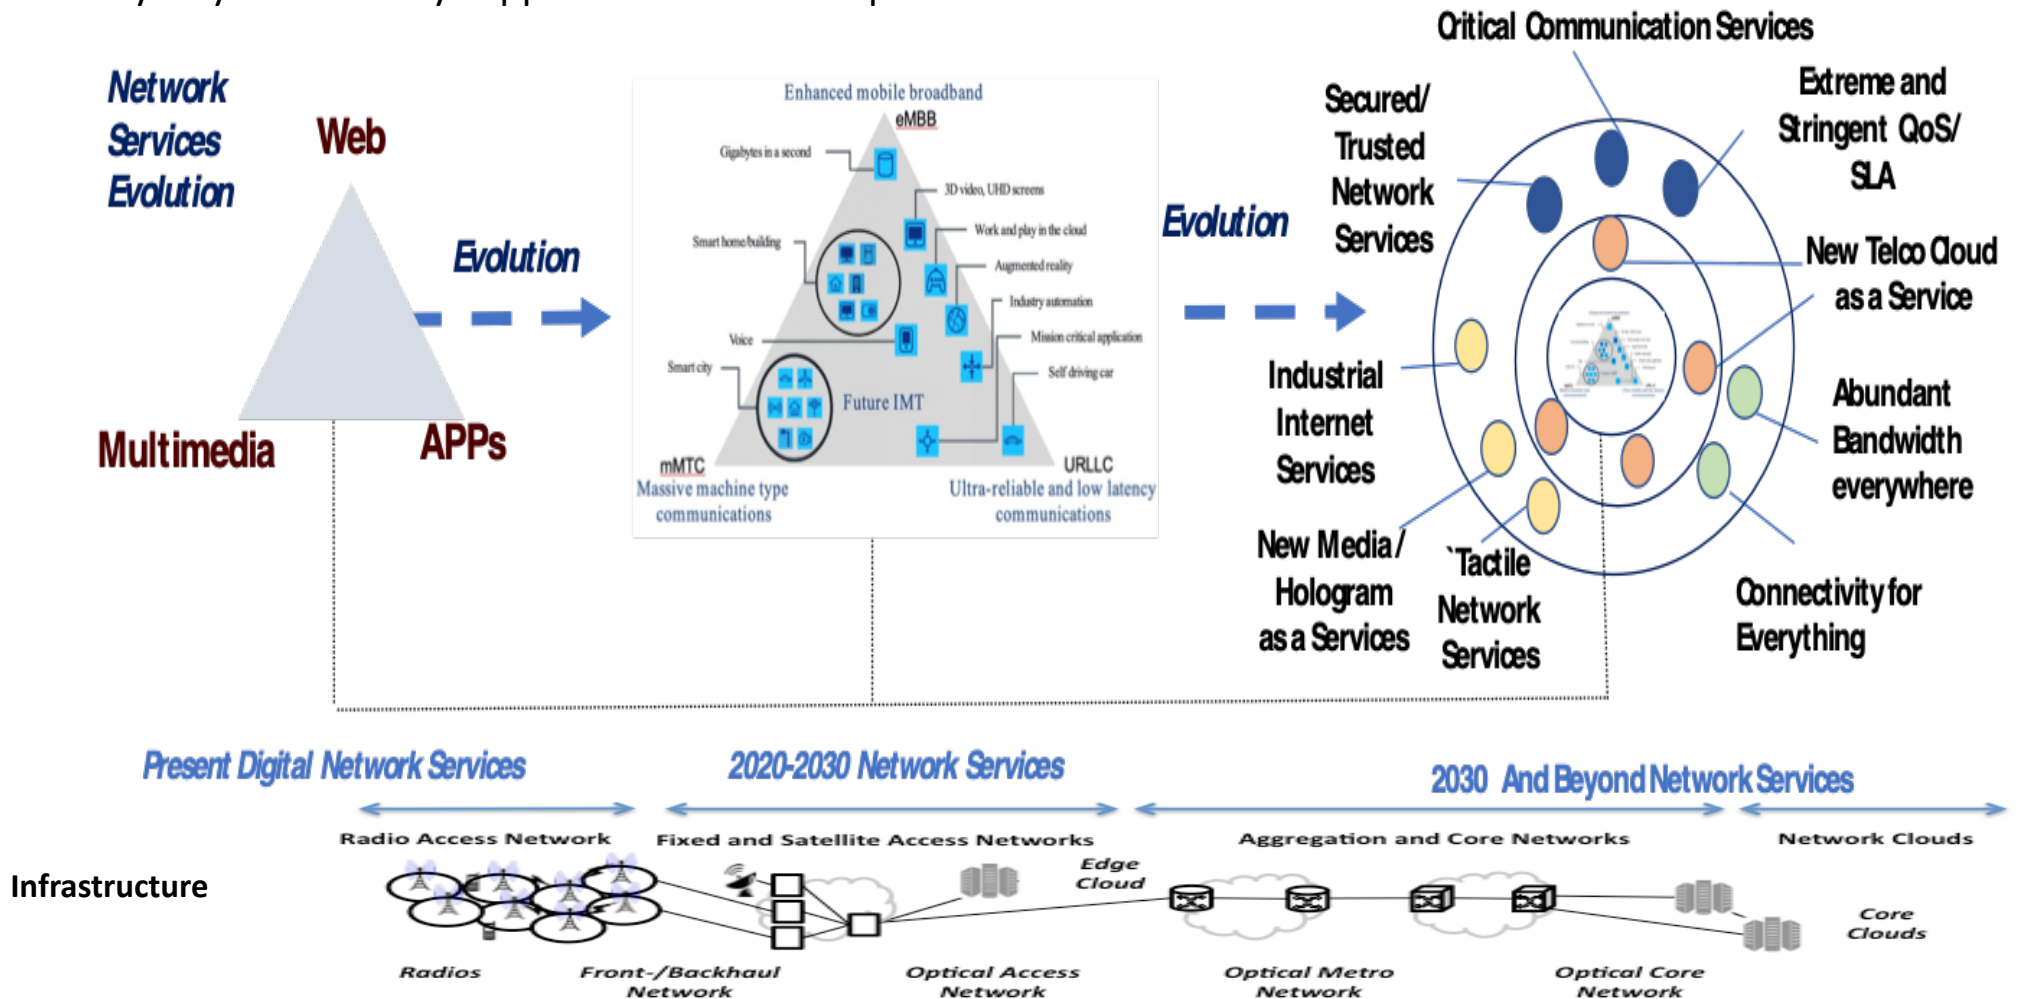 Network
Services
Evolution
Web
Multimedia
APPs
Evolution
Enhanced mobile broadband
eMBB
Gigabytes in a second
3D video, UHD screens
Smart home/building
Work and play in the cloud
Augmented reality
Industry automation
Voice
Mission critical application
Smart city
Self driving car
Future IMT
mMTC
URLLC
Massive machine type
communications
Ultra-reliable and low latency
communications
Evolution
Critical Communication Services
Secured/
Trusted
Network
Services
Extreme and
Stringent QoS/
SLA
New Telco Cloud
as a Service
Industrial
Internet
Services
Abundant
Bandwidth
everywhere
New Media/
Hologram
as a Services
`Tactile
Network
Services
Connectivity for
Everything
Present Digital Network Services
2020-2030 Network Services
2030 And Beyond Network Services
Radio Access Network
Fixed and Satellite Access Networks
Aggregation and Core Networks
Network Clouds
Infrastructure
Edge
Cloud
Core
Clouds
Radios
Front-/Backhaul
Network
Optical Access
Network
Optical Metro
Network
Optical Core
Network